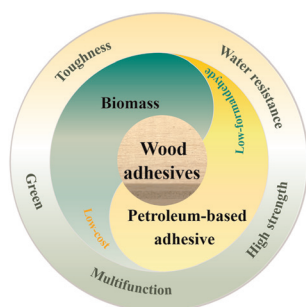 Toughness
Water resistance
Low-formaldehyde
Biomass
Wood
adhesives
Green
Low-cost
Petroleum-based
adhesive
High strength
Multifunction